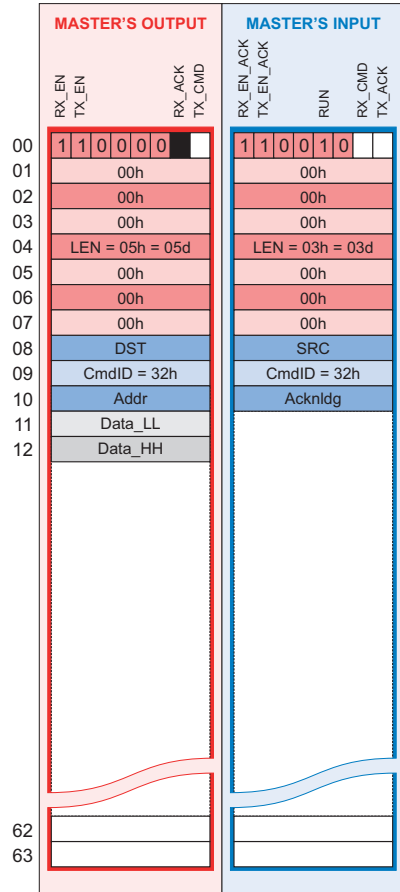 MASTER'S OUTPUT MASTER'S INPUT
RX_EN TX_EN RX_ACK TX_CMD RX_EN_ACK TX_EN_ACK RUN RX_CMD TX_ACK
00 1 1 0 0 0 0 1 1 0 0 1 0
01 00h 00h
02 00h 00h
03 00h 00h
04 LEN = 05h = 05d LEN = 03h = 03d
05 00h 00h
06 00h 00h
07 00h 00h
08 DST SRC
09 CmdID = 32h CmdID = 32h
10 Addr Acknldg
11 Data_LL
12 Data_HH
62
63